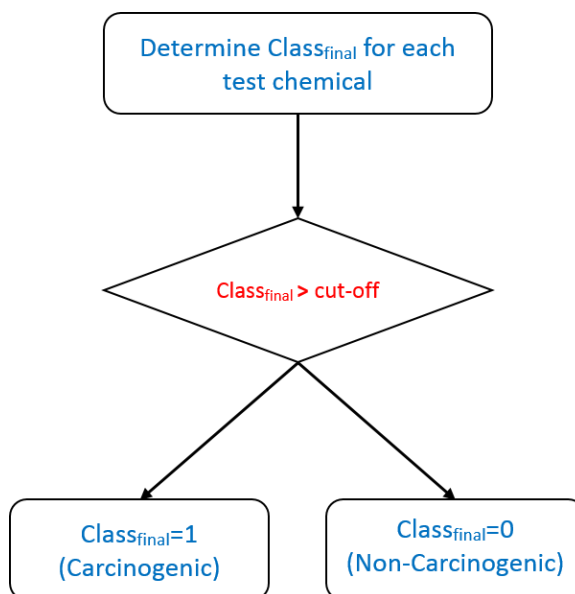 Determine Classfinal for each
test chemical
Classfinal > cut-off
Classfinal=1
(Carcinogenic)
Classfinal=0
(Non-Carcinogenic)